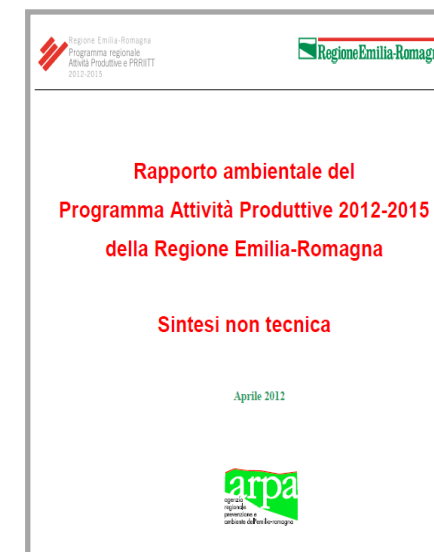 Regione Emilia-Romagna
Programma regionale
Attività Produttive e PRRIITT
2012-2015
RegioneEmilia-Romagn
Rapporto ambientale del
Programma Attività Produttive 2012-2015
della Regione Emilia-Romagna
Sintesi non tecnica
Aprile 2012
arpa
agenzia
regionale
prevenzione e
ambiente dell'emilia-romagna